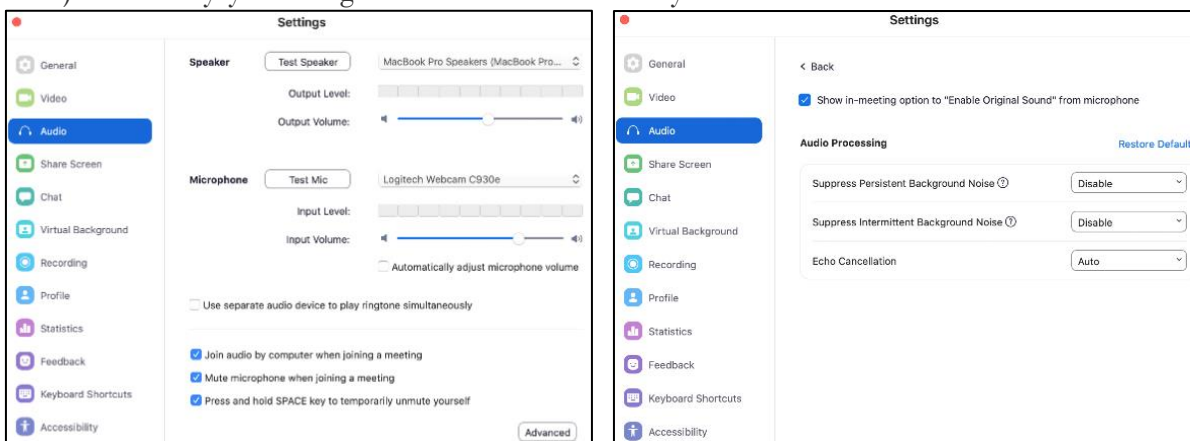 Settings
General
Video
Audio
Share Screen
Chat
Virtual Background
Recording
Profile
Statistics
Feedback
Keyboard Shortcuts
Accessibility
Speaker
Test Speaker
MacBook Pro Speakers (MacBook Pro...
Output Level:
Output Volume:
Microphone
Test Mic
Logitech Webcam C930e
Input Level:
Input Volume:
Automatically adjust microphone volume
Use separate audio device to play ringtone simultaneously
Join audio by computer when joining a meeting
Mute microphone when joining a meeting
Press and hold SPACE key to temporarily unmute yourself
Advanced
Settings
General
Video
Audio
Share Screen
Chat
Virtual Background
Recording
Profile
Statistics
Feedback
Keyboard Shortcuts
Accessibility
< Back
Show in-meeting option to "Enable Original Sound" from microphone
Audio Processing
Restore Default
Suppress Persistent Background Noise
Disable
Suppress Intermittent Background Noise
Disable
Echo Cancellation
Auto